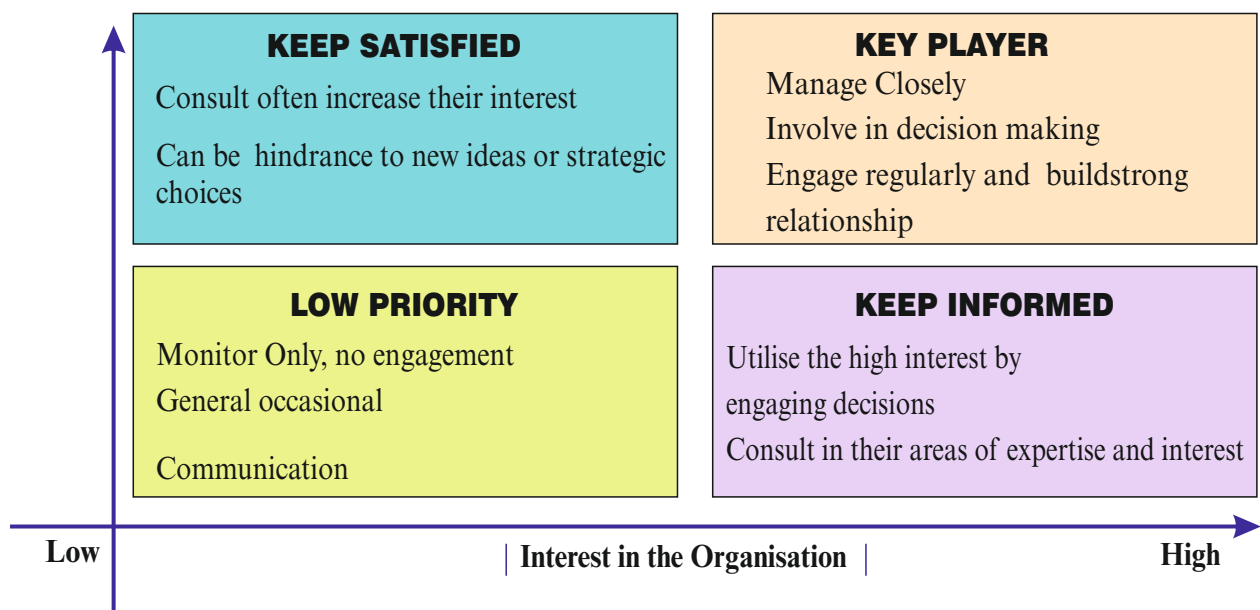 KEEP SATISFIED
Consult often increase their interest
Can be hindrance to new ideas or strategic
choices
KEY PLAYER
Manage Closely
Involve in decision making
Engage regularly and buildstrong
relationship
LOW PRIORITY
Monitor Only, no engagement
General occasional
Communication
KEEP INFORMED
Utilise the high interest by
engaging decisions
Consult in their areas of expertise and interest
Low
Interest in the Organisation
High